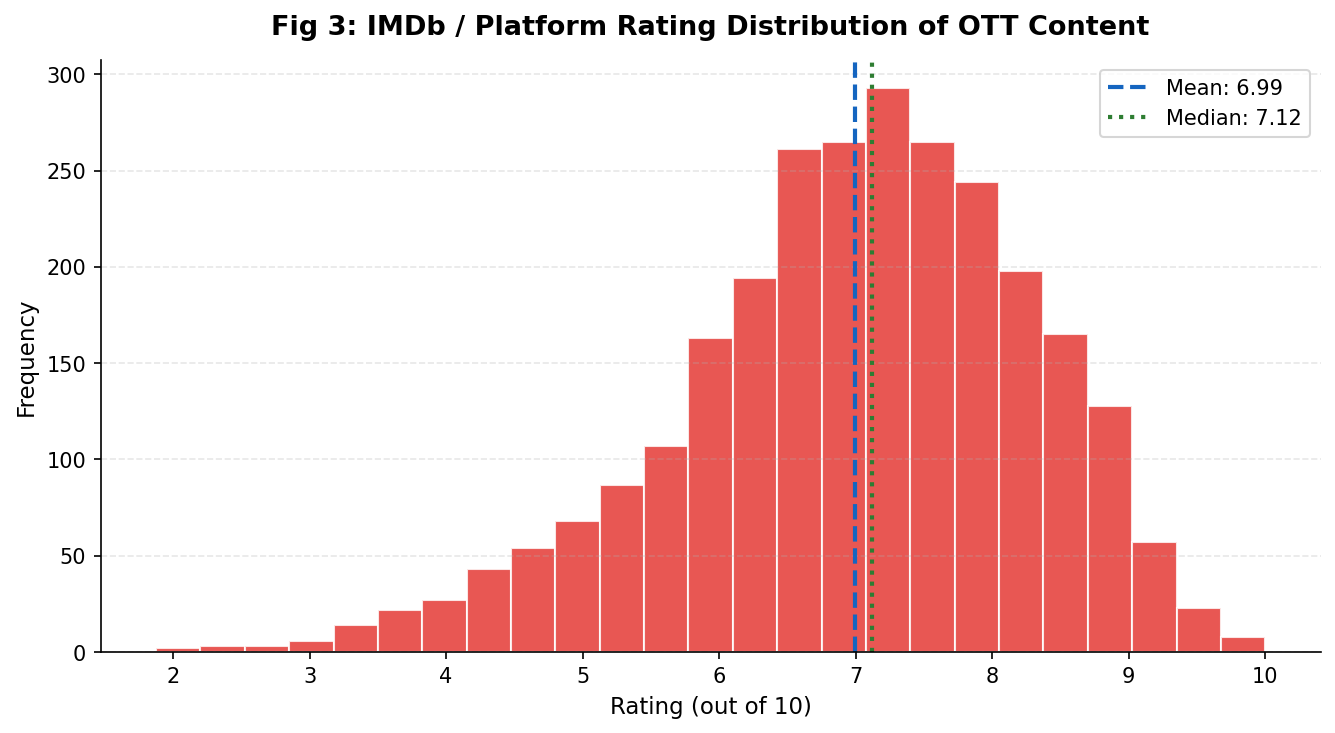 Fig 3: IMDb / Platform Rating Distribution of OTT Content
Mean: 6.99
Median: 7.12
Frequency
300
250
200
150
100
50
0
2 3 4 5 6 7 8 9 10
Rating (out of 10)